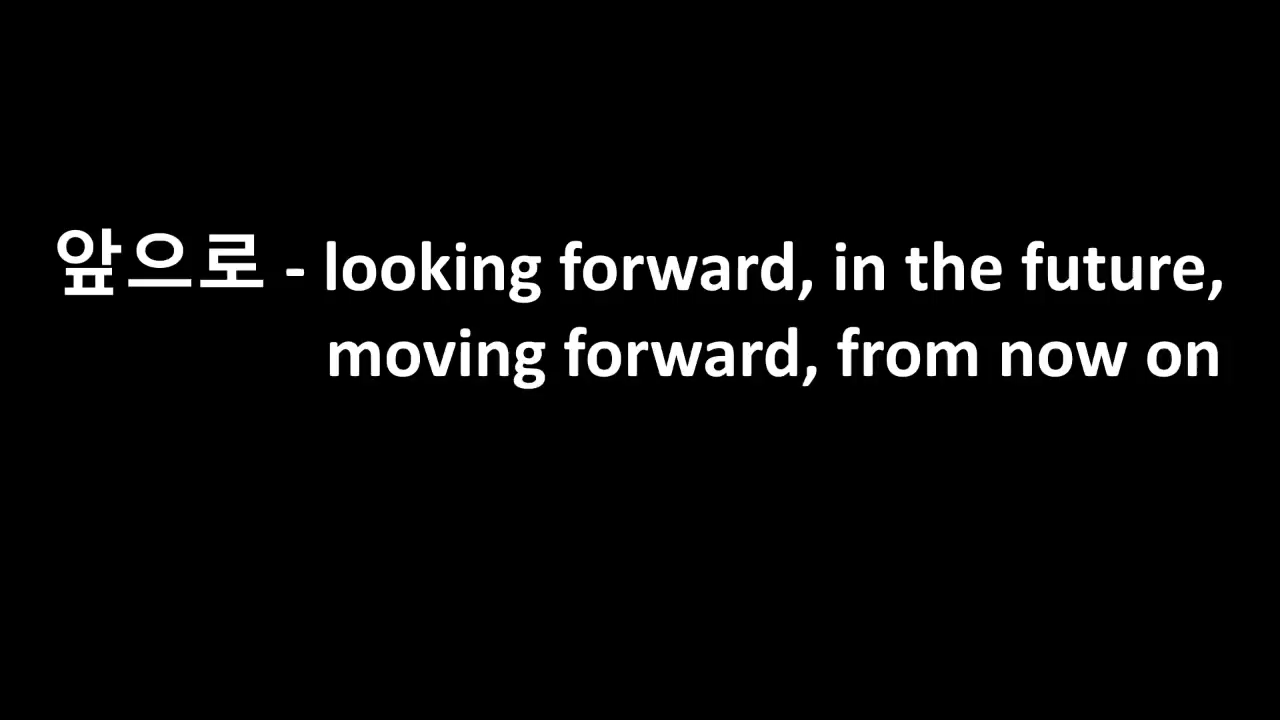 앞으로 - looking forward, in the future,
moving forward, from now on